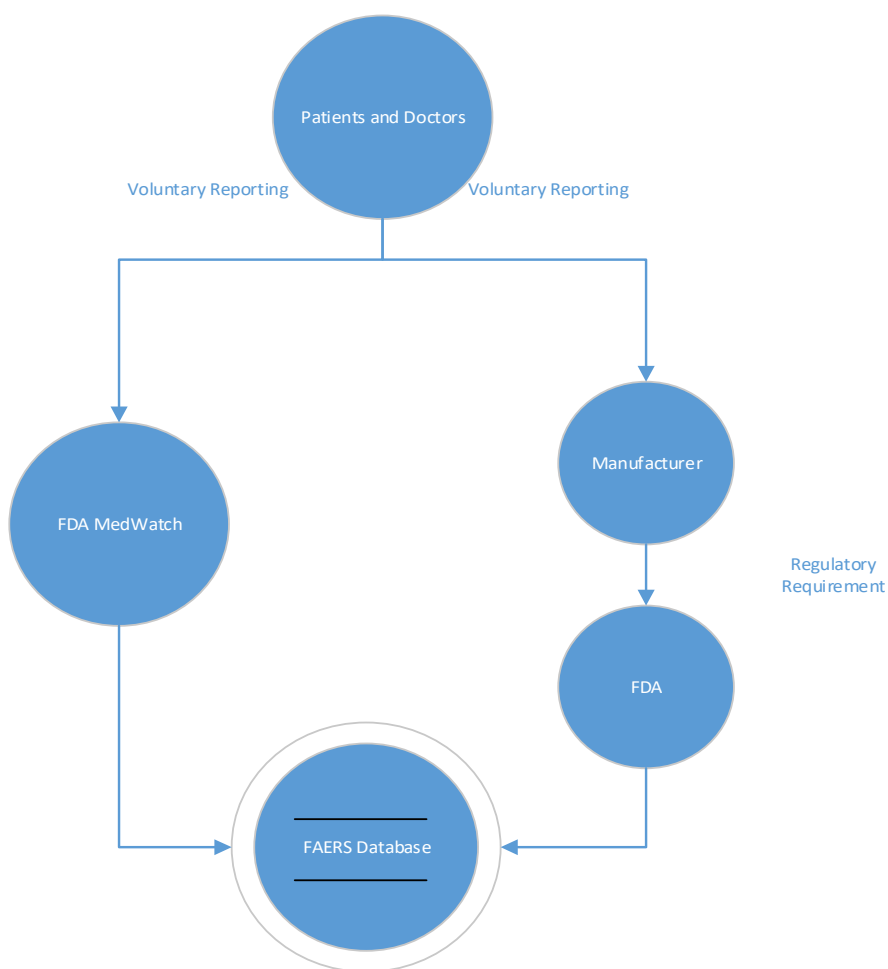 Patients and Doctors
Voluntary Reporting
Voluntary Reporting
Manufacturer
FDA MedWatch
Regulatory
Requirement
FDA
FAERS Database